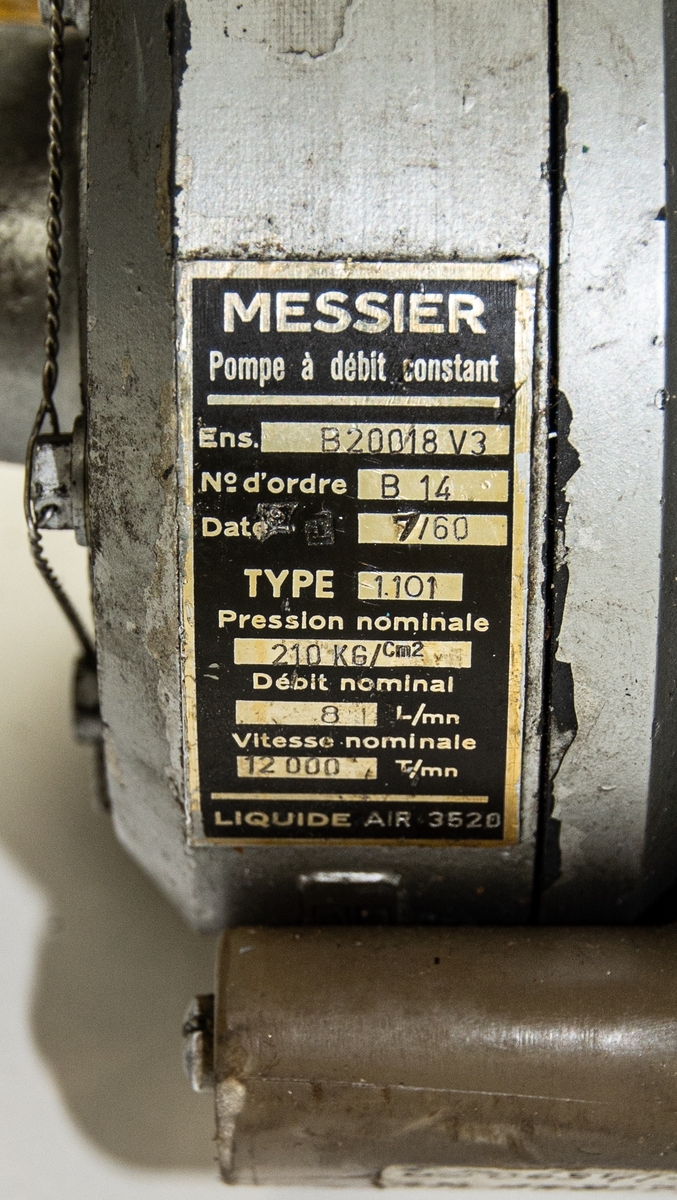 MESSIER
Pompe à débit constant
Ens. B20018 V3
Nº d'ordre B 14
Date 7/60
TYPE 1.101
Pression nominale
210 KG/Cm2
Débit nominal
8 L/mn
Vitesse nominale
12 000 T/mn
LIQUIDE AIR 3520